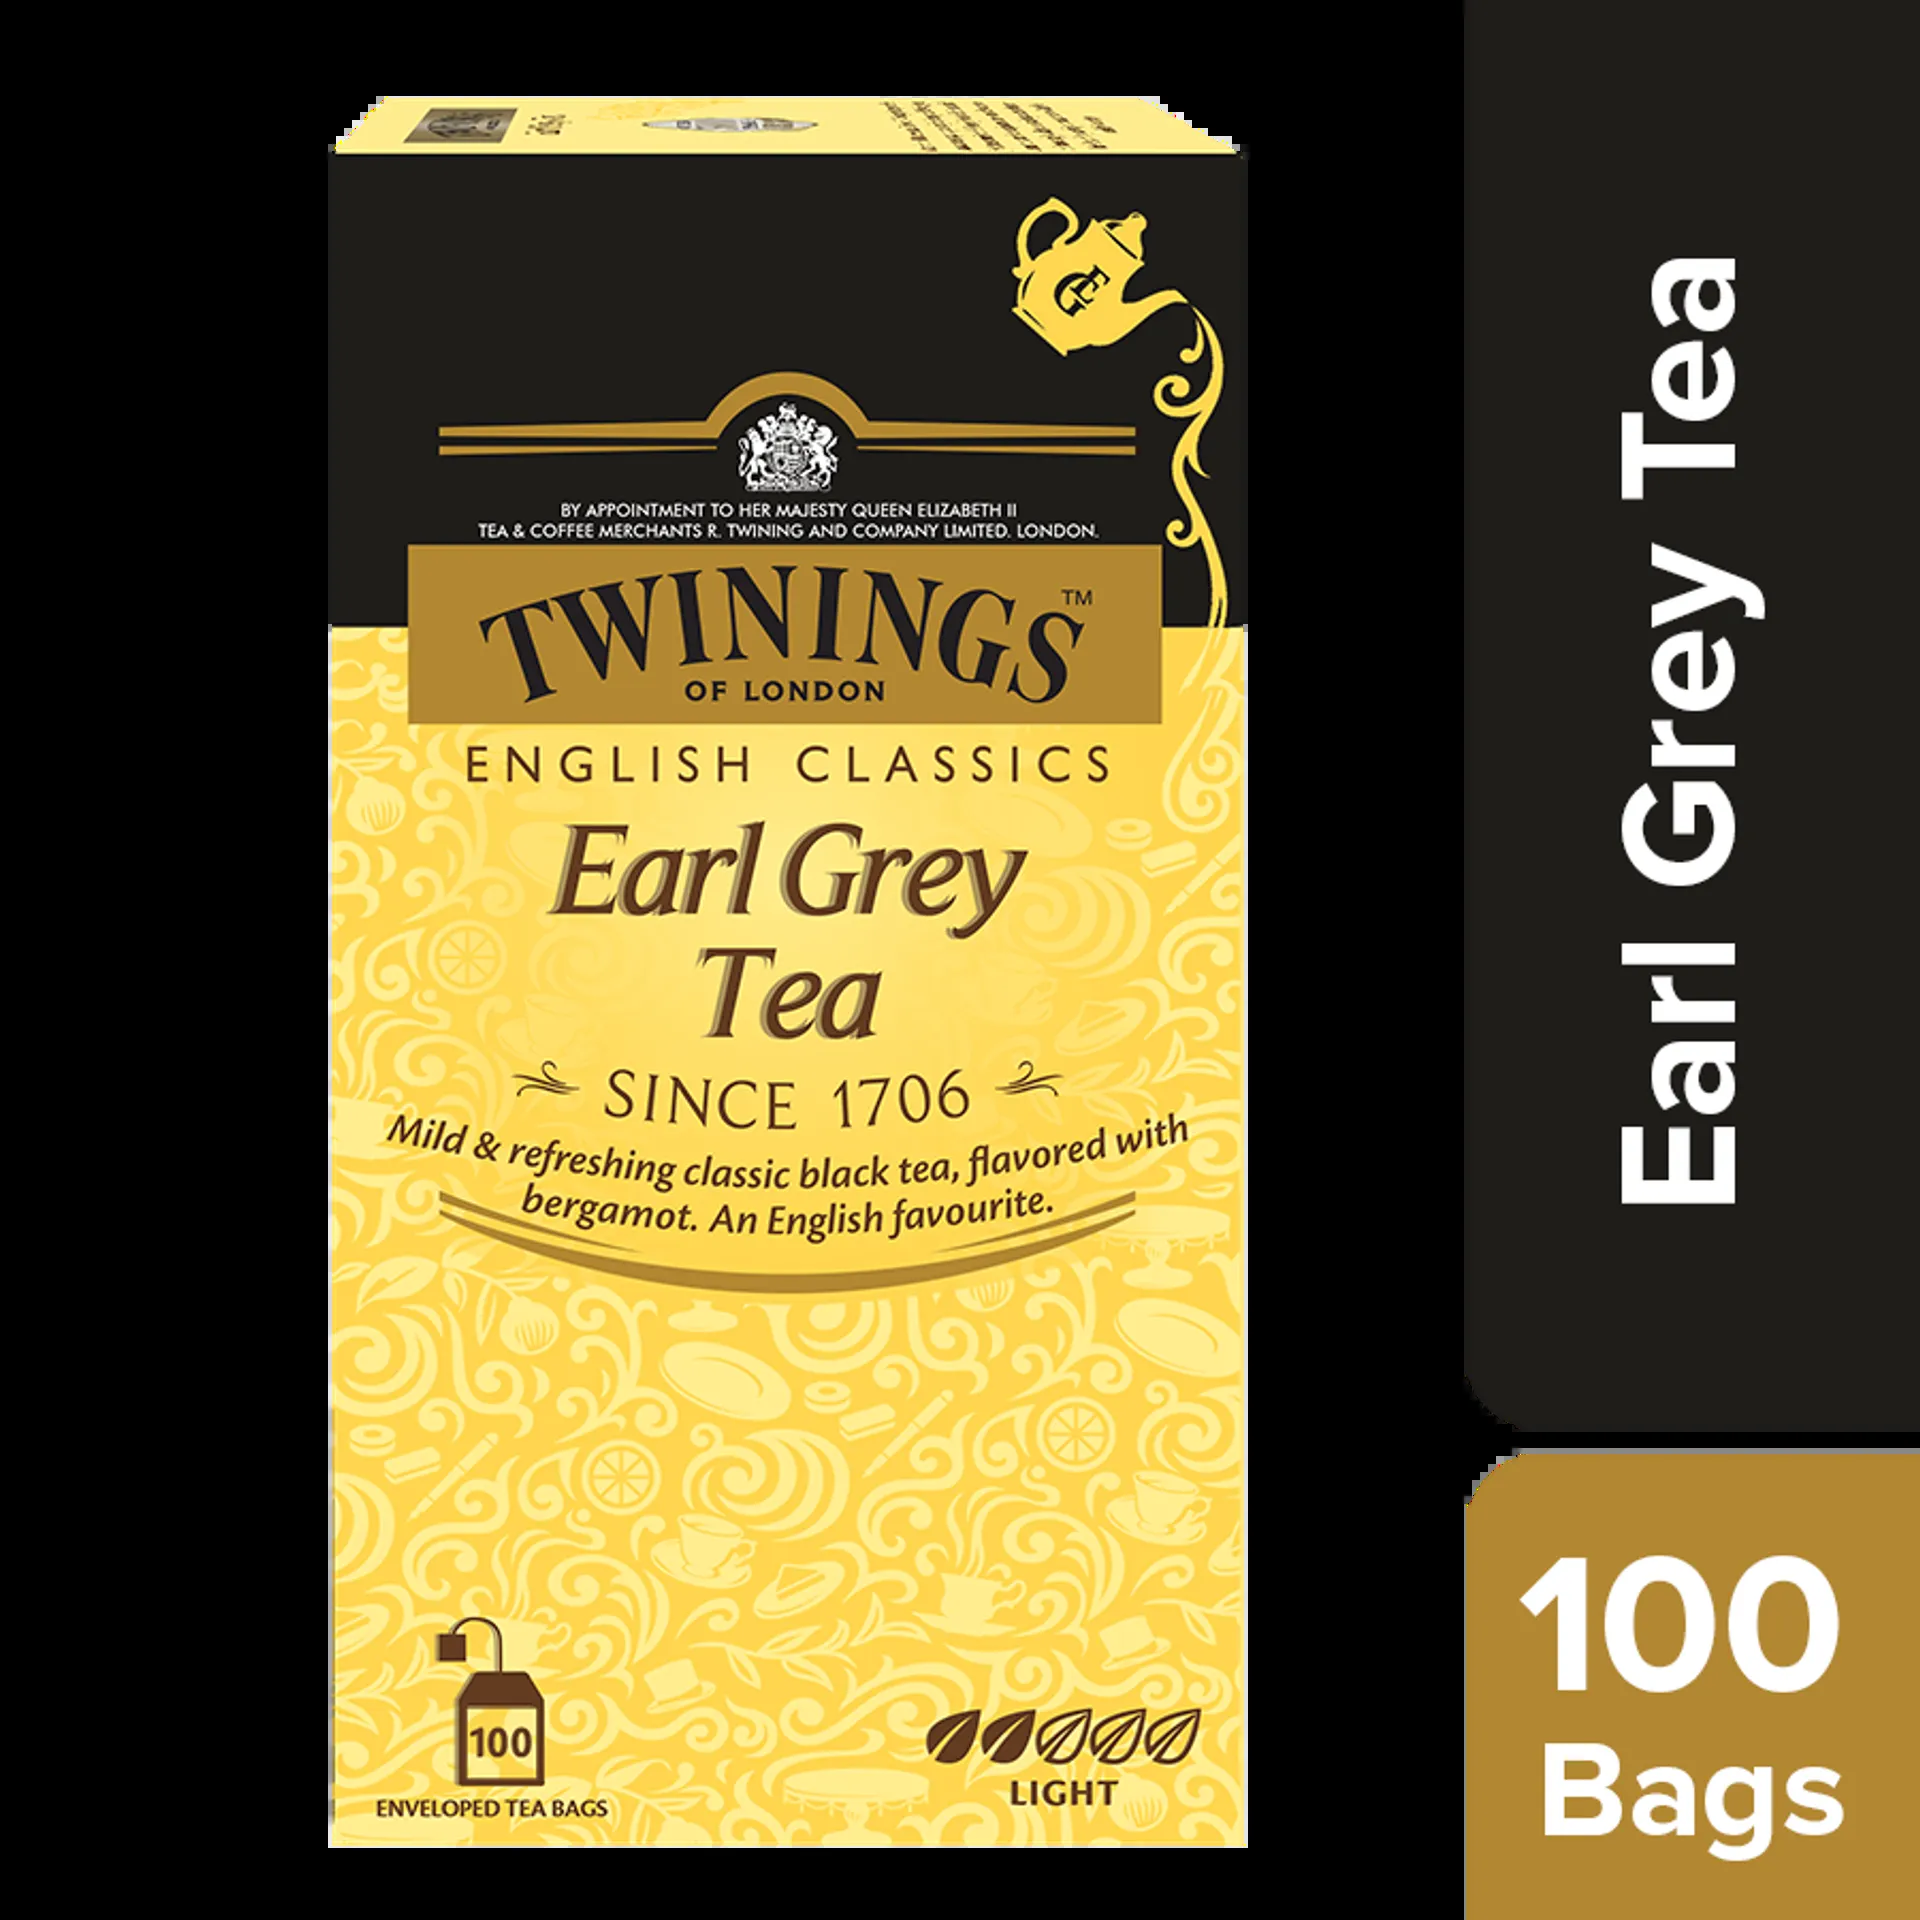 GE
BY APPOINTMENT TO HER MAJESTY QUEEN ELIZABETH II
TEA & COFFEE MERCHANTS R. TWINING AND COMPANY LIMITED. LONDON.
TWININGS™
OF LONDON
ENGLISH CLASSICS
Earl Grey
Tea
SINCE 1706
Mild & refreshing classic black tea, flavored with
bergamot. An English favourite.
100
ENVELOPED TEA BAGS
LIGHT
Earl Grey Tea
100
Bags